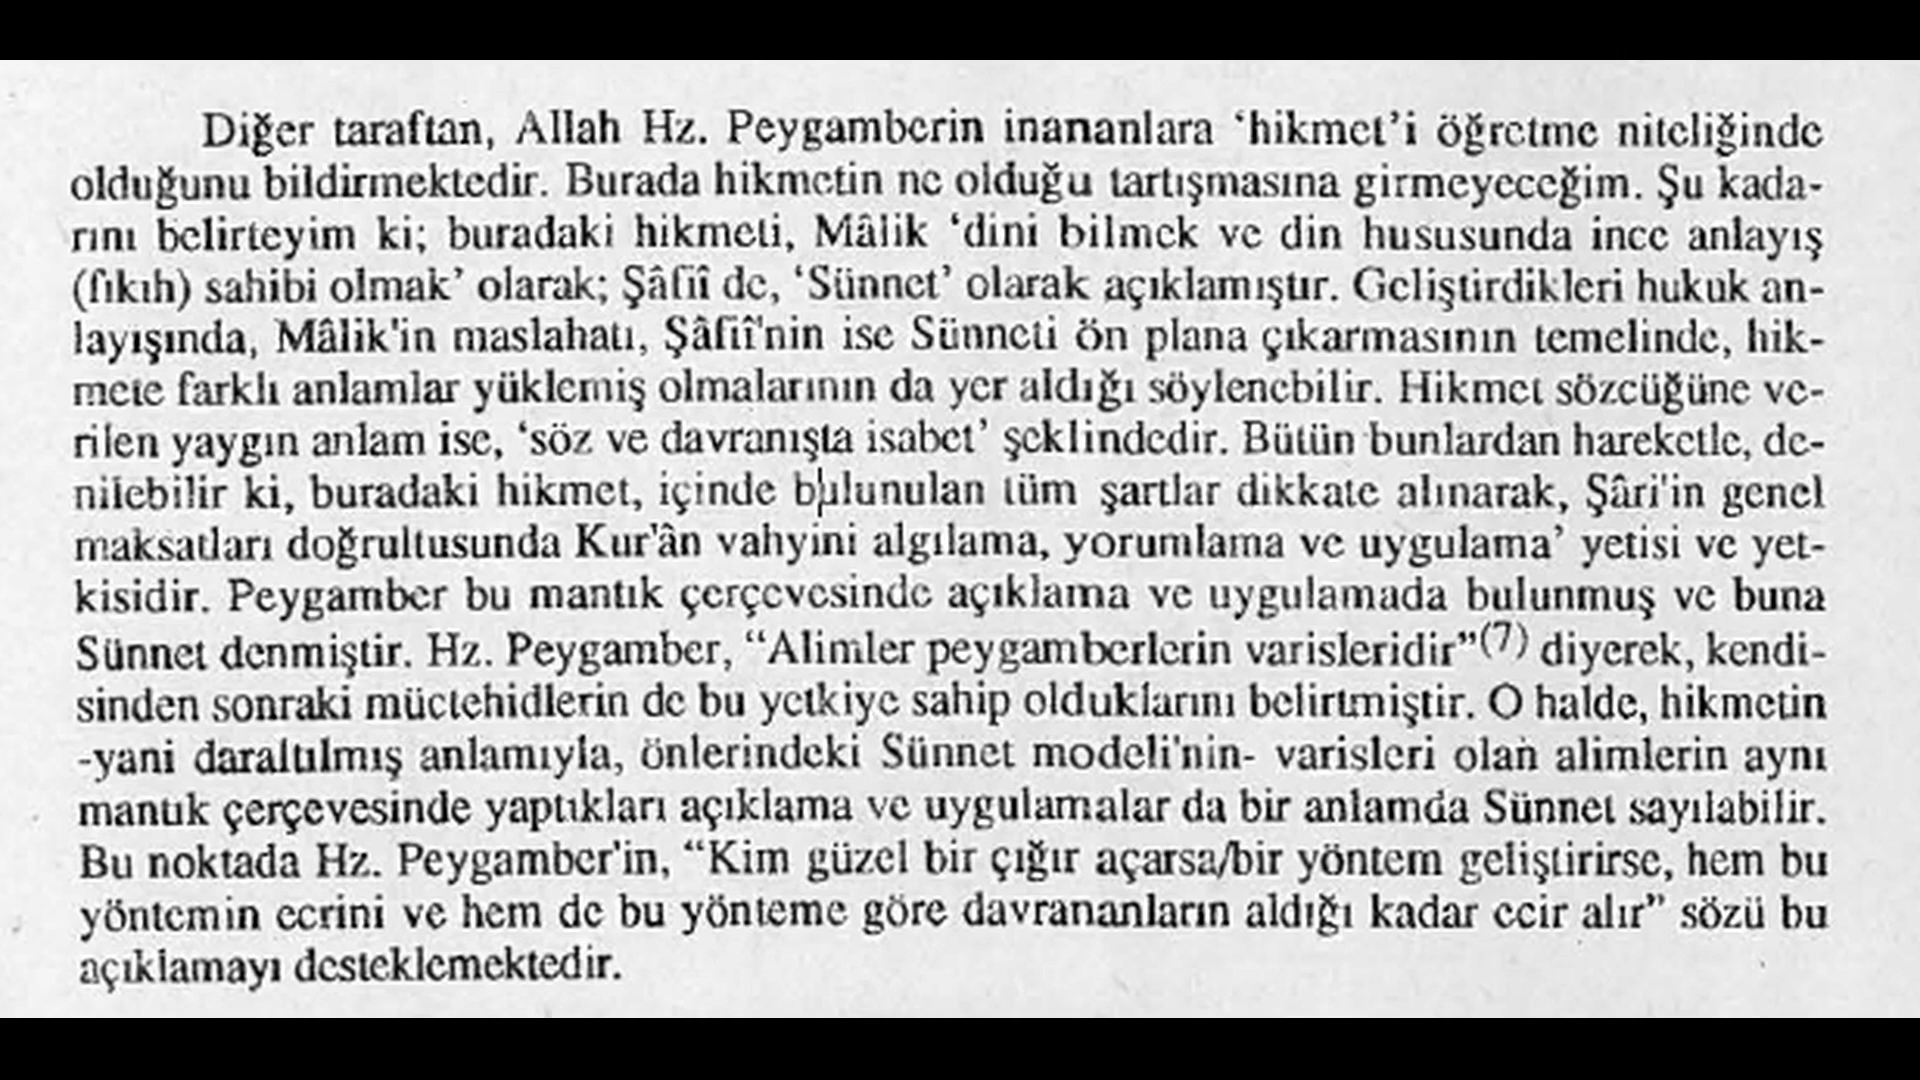 Diğer taraftan, Allah Hz. Peygamberin inananlara ‘hikmet’i öğretme niteliğinde
olduğunu bildirmektedir. Burada hikmetin ne olduğu tartışmasına girmeyeceğim. Şu kada-
rını belirteyim ki; buradaki hikmeti, Mâlik ‘dini bilmek ve din hususunda ince anlayış
(fıkıh) sahibi olmak’ olarak; Şâfiî de, ‘Sünnet’ olarak açıklamıştır. Geliştirdikleri hukuk an-
layışında, Mâlik'in maslahatı, Şâfiî'nin ise Sünneti ön plana çıkarmasının temelinde, hik-
mete farklı anlamlar yüklemiş olmalarının da yer aldığı söylenebilir. Hikmet sözcüğüne ve-
rilen yaygın anlam ise, ‘söz ve davranışta isabet’ şeklindedir. Bütün bunlardan hareketle, de-
nilebilir ki, buradaki hikmet, içinde bulunulan tüm şartlar dikkate alınarak, Şâri'in genel
maksatları doğrultusunda Kur'ân vahyini algılama, yorumlama ve uygulama’ yetisi ve yet-
kisidir. Peygamber bu mantık çerçevesinde açıklama ve uygulamada bulunmuş ve buna
Sünnet denmiştir. Hz. Peygamber, “Alimler peygamberlerin varisleridir”(7) diyerek, kendi-
sinden sonraki müctehidlerin de bu yetkiye sahip olduklarını belirtmiştir. O halde, hikmetin
-yani daraltılmış anlamıyla, önlerindeki Sünnet modeli'nin- varisleri olan alimlerin aynı
mantık çerçevesinde yaptıkları açıklama ve uygulamalar da bir anlamda Sünnet sayılabilir.
Bu noktada Hz. Peygamber'in, “Kim güzel bir çığır açarsa/bir yöntem geliştirirse, hem bu
yöntemin ecrini ve hem de bu yönteme göre davrananların aldığı kadar ecir alır” sözü bu
açıklamayı desteklemektedir.